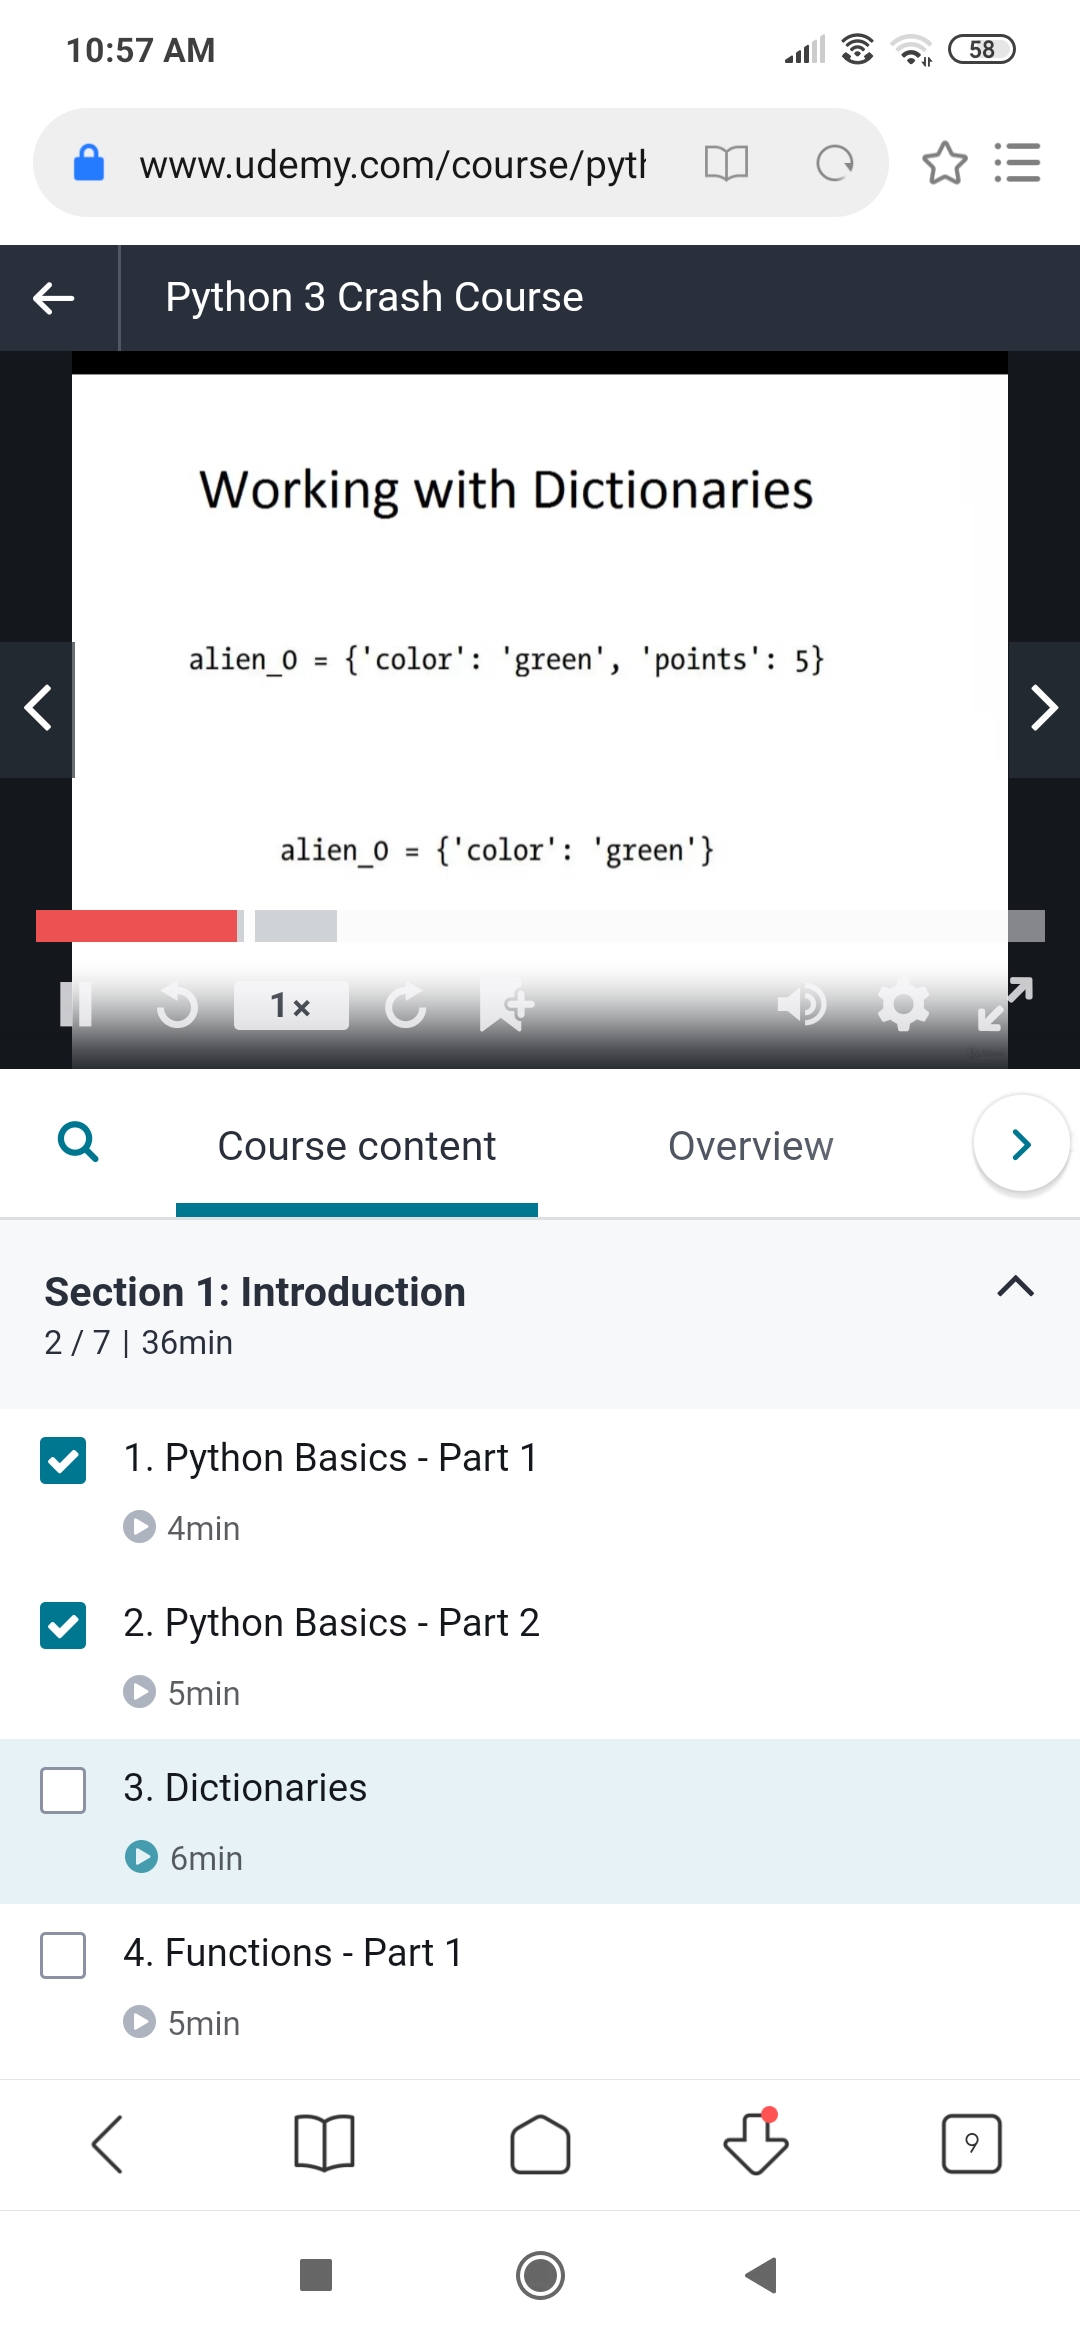 10:57 AM
58
www.udemy.com/course/pyth
Python 3 Crash Course
Working with Dictionaries
alien_0 = {'color': 'green', 'points': 5}
alien_0 = {'color': 'green'}
1×
Course content
Overview
Section 1: Introduction
2 / 7 | 36min
1. Python Basics - Part 1
4min
2. Python Basics - Part 2
5min
3. Dictionaries
6min
4. Functions - Part 1
5min
9